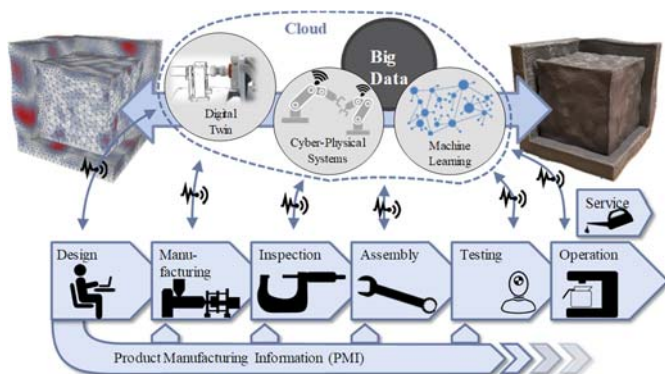 Cloud
Big
Data
Digital
Twin
Cyber-Physical
Systems
Machine
Learning
Service
Design
Manu-
facturing
Inspection
Assembly
Testing
Operation
Product Manufacturing Information (PMI)